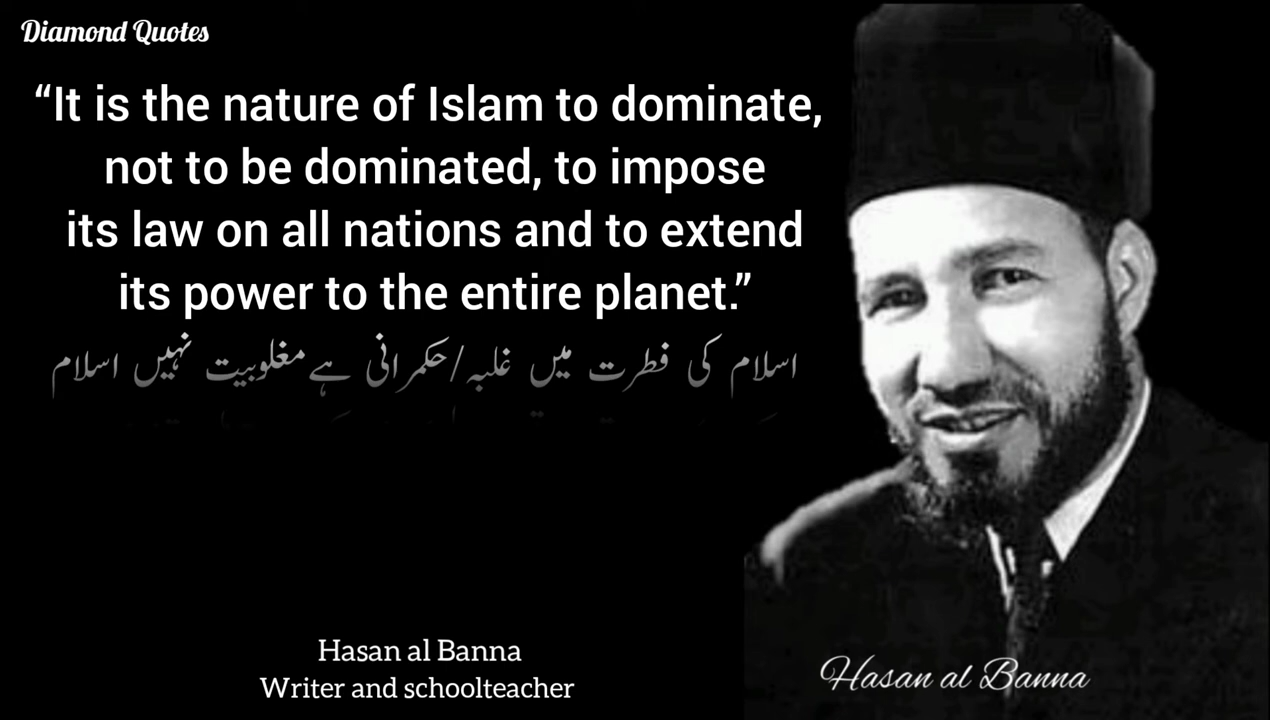 Diamond Quotes
“It is the nature of Islam to dominate,
not to be dominated, to impose
its law on all nations and to extend
its power to the entire planet.”
اسلام کی فطرت میں غلبہ/حکمرانی ہے مغلوبیت نہیں اسلام
Hasan al Banna
Writer and schoolteacher
Hasan al Banna